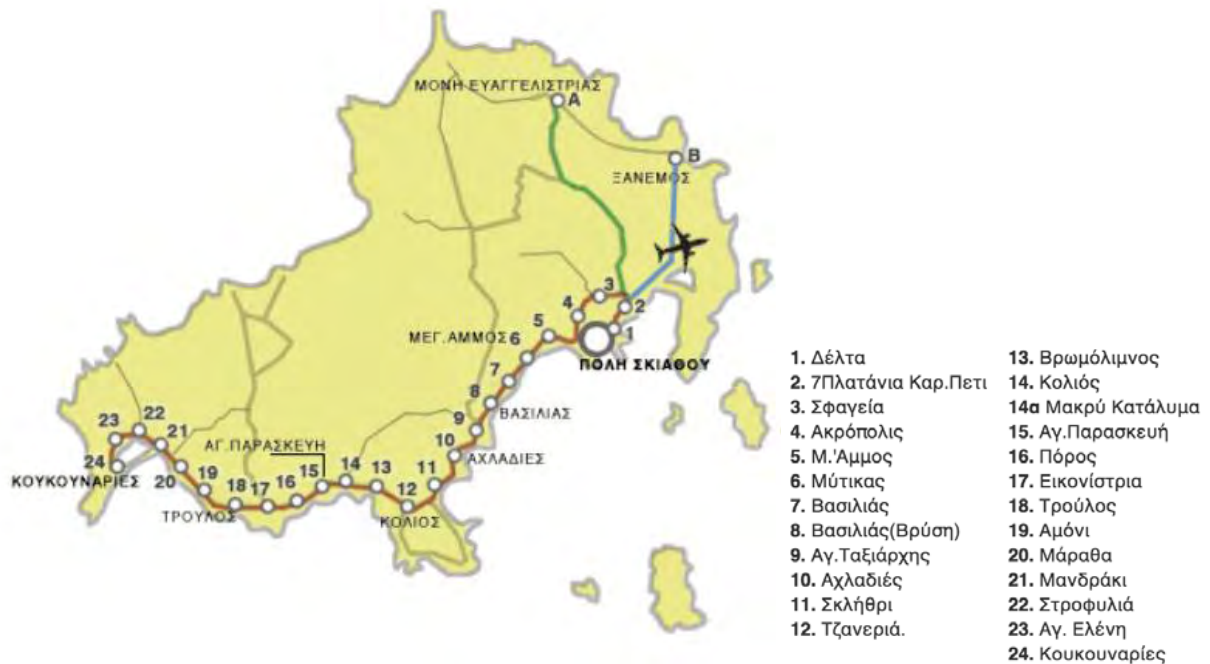 ΜΟΝΗ ΕΥΑΓΓΕΛΙΣΤΡΙΑΣ
A
B
ΞΑΝΕΜΟΣ
3
4
2
5
1
ΜΕΓ.ΑΜΜΟΣ 6
ΠΟΛΗ ΣΚΙΑΘΟΥ
7
8
ΒΑΣΙΛΙΑΣ
9
23
22
21
10
ΑΓ.ΠΑΡΑΣΚΕΥΗ
ΑΧΛΑΔΙΕΣ
24
ΚΟΥΚΟΥΝΑΡΙΕΣ
20
19
18
17
16
15
14
13
12
11
ΤΡΟΥΛΟΣ
ΚΟΛΙΟΣ
1. Δέλτα
2. 7Πλατάνια Καρ.Πετι
3. Σφαγεία
4. Ακρόπολις
5. Μ.'Αμμος
6. Μύτικας
7. Βασιλιάς
8. Βασιλιάς(Βρύση)
9. Αγ.Ταξιάρχης
10. Αχλαδιές
11. Σκλήθρι
12. Τζανεριά.
13. Βρωμόλιμνος
14. Κολιός
14α Μακρύ Κατάλυμα
15. Αγ.Παρασκευή
16. Πόρος
17. Εικονίστρια
18. Τρούλος
19. Αμόνι
20. Μάραθα
21. Μανδράκι
22. Στροφυλιά
23. Αγ. Ελένη
24. Κουκουναρίες